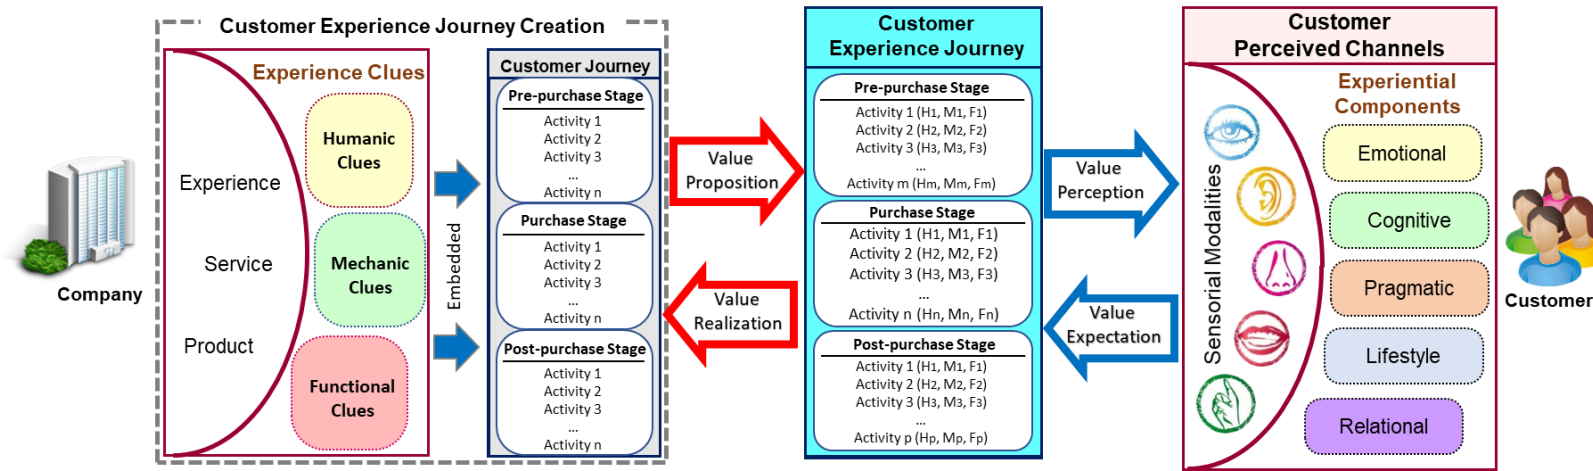 Customer Experience Journey Creation
Experience Clues
Experience
Service
Product
Humanic
Clues
Mechanic
Clues
Functional
Clues
Company
Embedded
Customer Journey
Pre-purchase Stage
Activity 1
Activity 2
Activity 3
...
Activity n
Purchase Stage
Activity 1
Activity 2
Activity 3
...
Activity n
Post-purchase Stage
Activity 1
Activity 2
Activity 3
...
Activity n
Value
Proposition
Value
Realization
Customer
Experience Journey
Pre-purchase Stage
Activity 1 (H1, M1, F1)
Activity 2 (H2, M2, F2)
Activity 3 (H3, M3, F3)
...
Activity m (Hm, Mm, Fm)
Purchase Stage
Activity 1 (H1, M1, F1)
Activity 2 (H2, M2, F2)
Activity 3 (H3, M3, F3)
...
Activity n (Hn, Mn, Fn)
Post-purchase Stage
Activity 1 (H1, M1, F1)
Activity 2 (H2, M2, F2)
Activity 3 (H3, M3, F3)
...
Activity p (Hp, Mp, Fp)
Value
Perception
Value
Expectation
Customer
Perceived Channels
Sensorial Modalities
Experiential
Components
Emotional
Cognitive
Pragmatic
Lifestyle
Relational
Customer